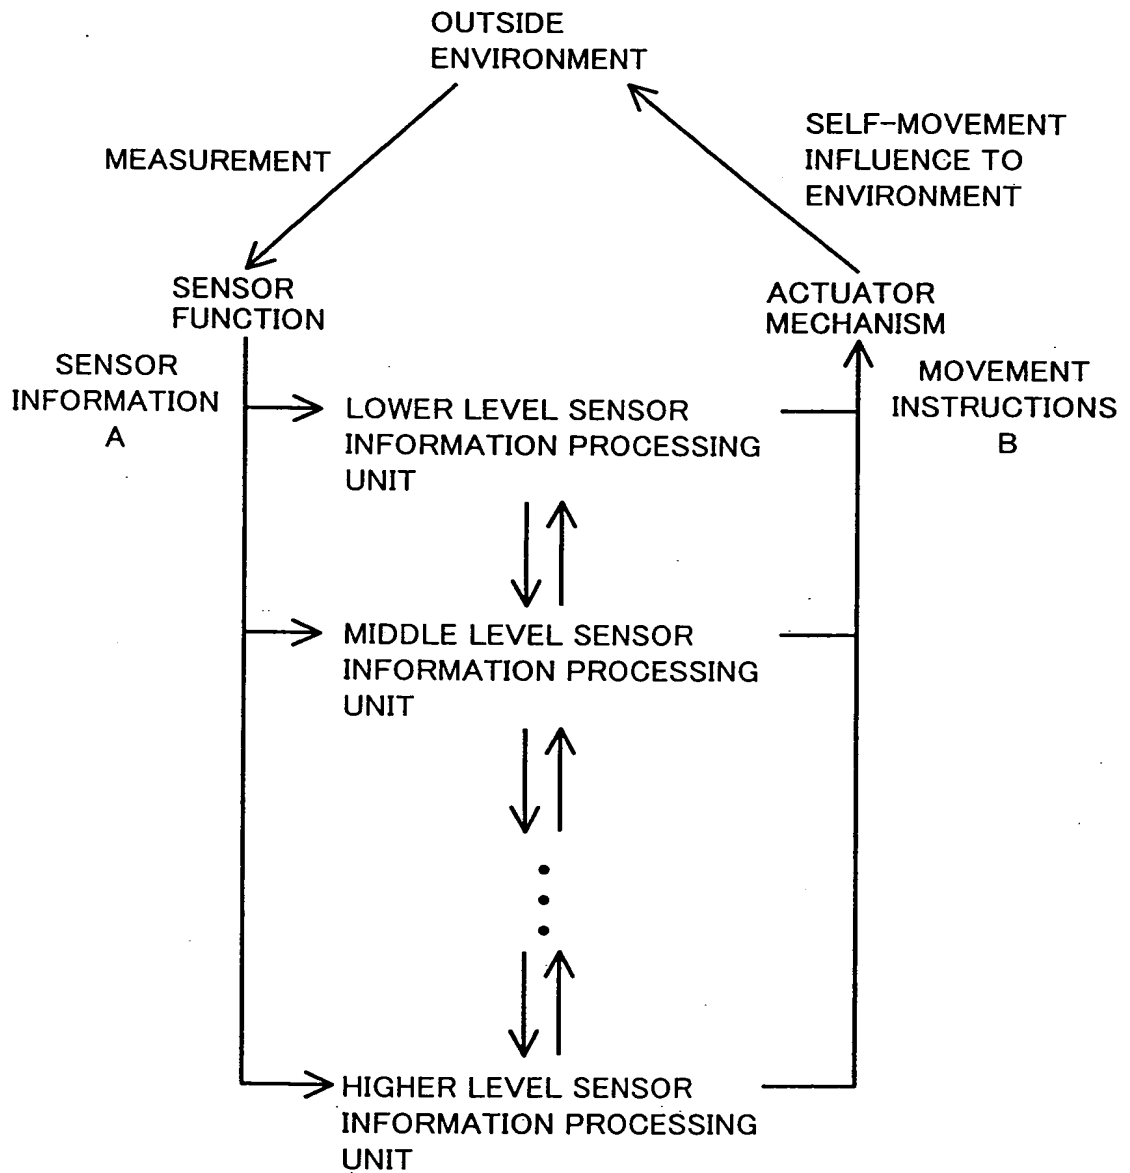 OUTSIDE
ENVIRONMENT
MEASUREMENT
SELF-MOVEMENT
INFLUENCE TO
ENVIRONMENT
SENSOR
FUNCTION
ACTUATOR
MECHANISM
SENSOR
INFORMATION
A
MOVEMENT
INSTRUCTIONS
B
LOWER LEVEL SENSOR
INFORMATION PROCESSING
UNIT
MIDDLE LEVEL SENSOR
INFORMATION PROCESSING
UNIT
HIGHER LEVEL SENSOR
INFORMATION PROCESSING
UNIT